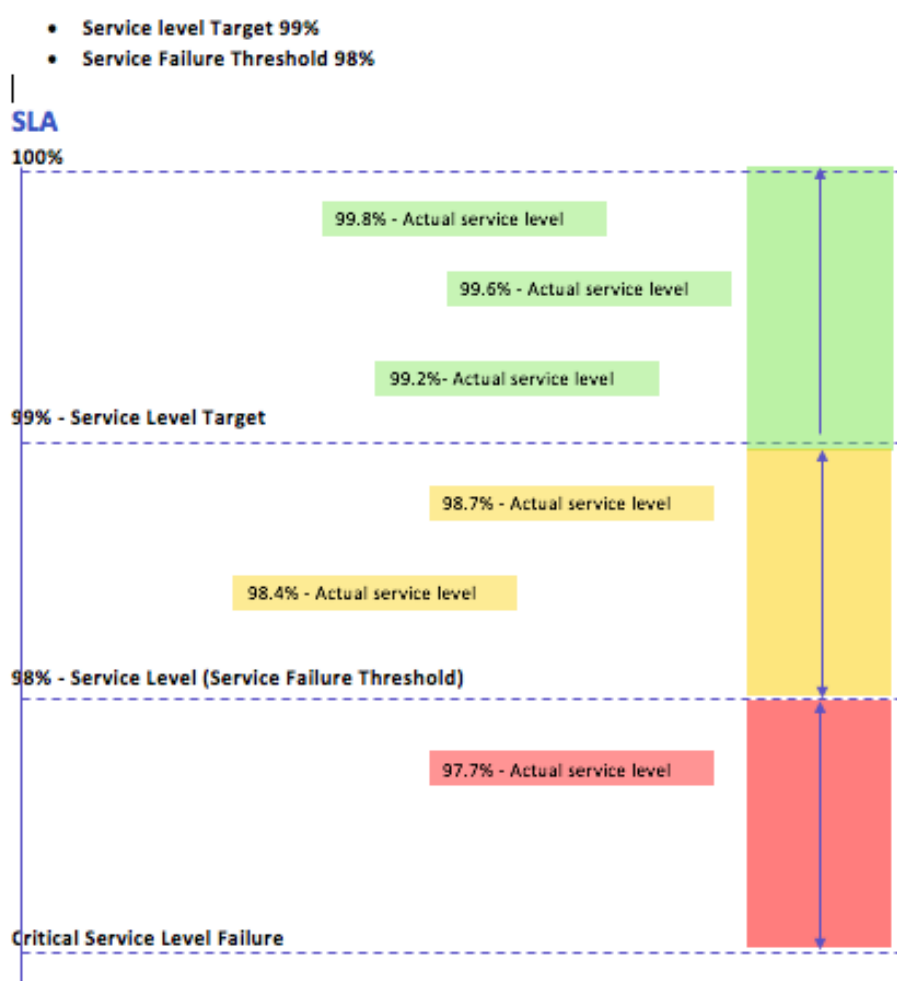 • Service level Target 99%
• Service Failure Threshold 98%
SLA
100%
99.8% - Actual service level
99.6% - Actual service level
99.2%- Actual service level
99% - Service Level Target
98.7% - Actual service level
98.4% - Actual service level
98% - Service Level (Service Failure Threshold)
97.7% - Actual service level
Critical Service Level Failure